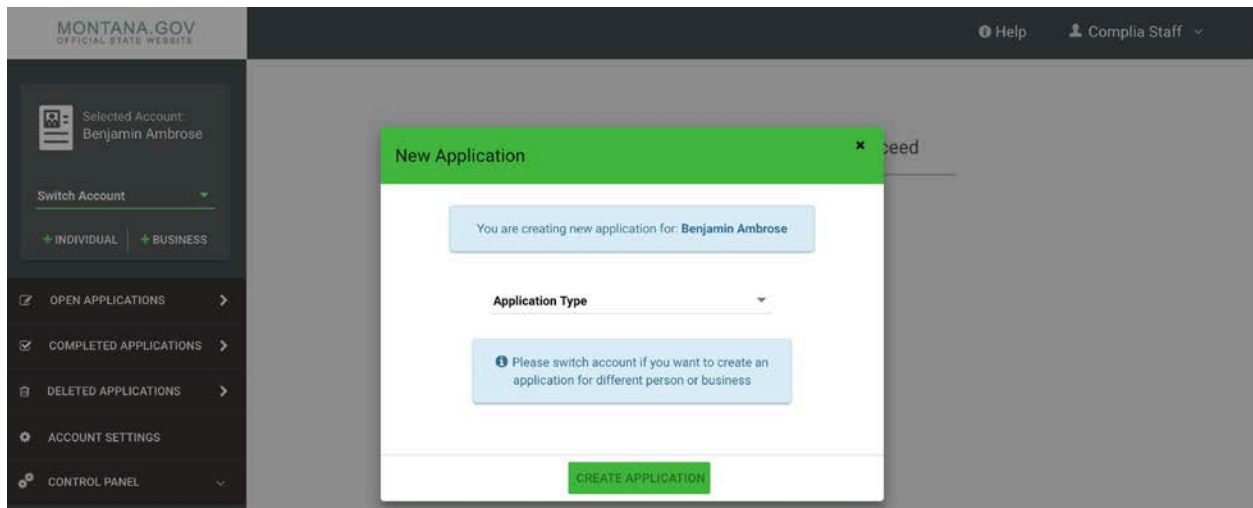 MONTANA.GOV
OFFICIAL STATE WEBSITE
Help
Complia Staff
Selected Account:
Benjamin Ambrose
Switch Account
+ INDIVIDUAL
+ BUSINESS
OPEN APPLICATIONS
COMPLETED APPLICATIONS
DELETED APPLICATIONS
ACCOUNT SETTINGS
CONTROL PANEL
ceed
New Application
×
You are creating new application for: Benjamin Ambrose
Application Type
Please switch account if you want to create an
application for different person or business
CREATE APPLICATION